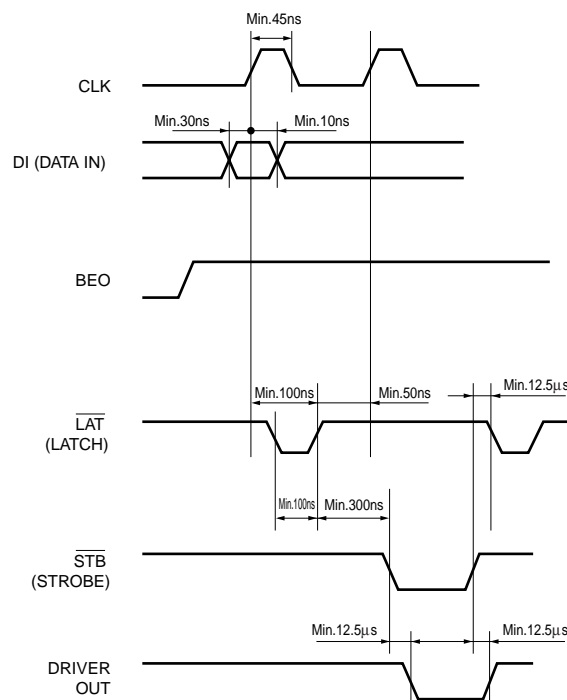 Min.45ns
CLK
Min.30ns Min.10ns
DI (DATA IN)
BEO
Min.100ns Min.50ns Min.12.5μs
LAT
(LATCH)
Min.100ns Min.300ns
STB
(STROBE)
Min.12.5μs Min.12.5μs
DRIVER
OUT